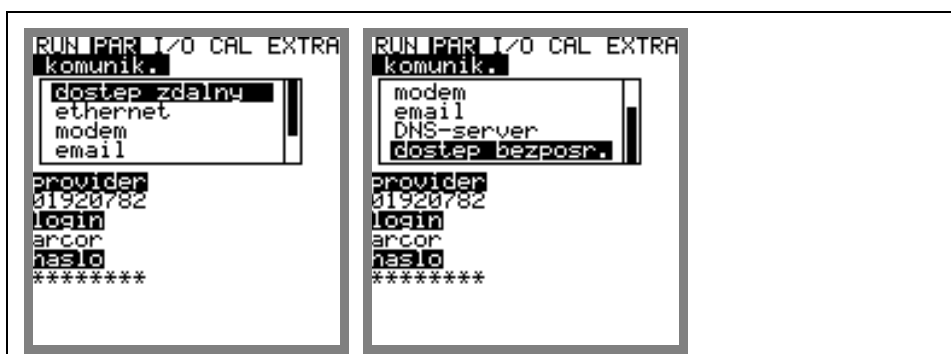 RUN PAR I/O CAL EXTRA
komunik.
dostep zdalny
ethernet
modem
email
provider
01920782
login
arcor
haslo
********
RUN PAR I/O CAL EXTRA
komunik.
modem
email
DNS-server
dostep bezposr.
provider
01920782
login
arcor
haslo
********